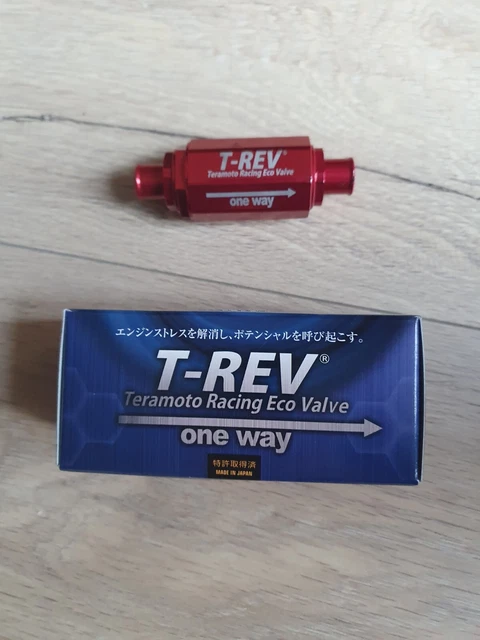 T-REV®
Teramoto Racing Eco Valve
one way
エンジンストレスを解消し、ポテンシャルを呼び起こす。
T-REV®
Teramoto Racing Eco Valve
one way
特許取得済
MADE IN JAPAN